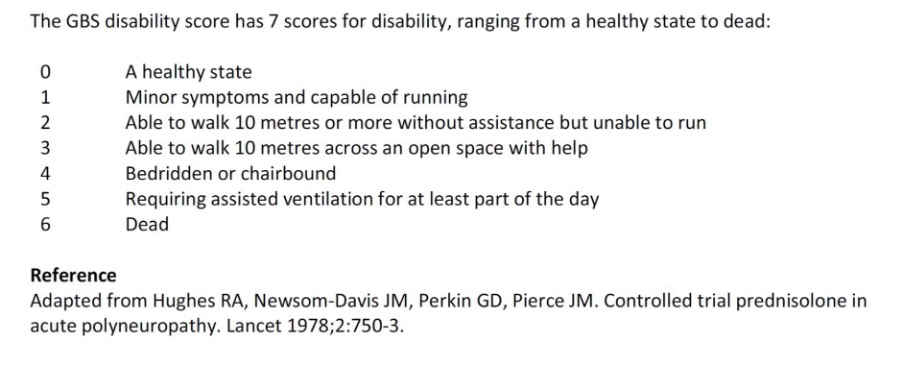 The GBS disability score has 7 scores for disability, ranging from a healthy state to dead:
0 A healthy state
1 Minor symptoms and capable of running
2 Able to walk 10 metres or more without assistance but unable to run
3 Able to walk 10 metres across an open space with help
4 Bedridden or chairbound
5 Requiring assisted ventilation for at least part of the day
6 Dead
Reference
Adapted from Hughes RA, Newsom-Davis JM, Perkin GD, Pierce JM. Controlled trial prednisolone in
acute polyneuropathy. Lancet 1978;2:750-3.